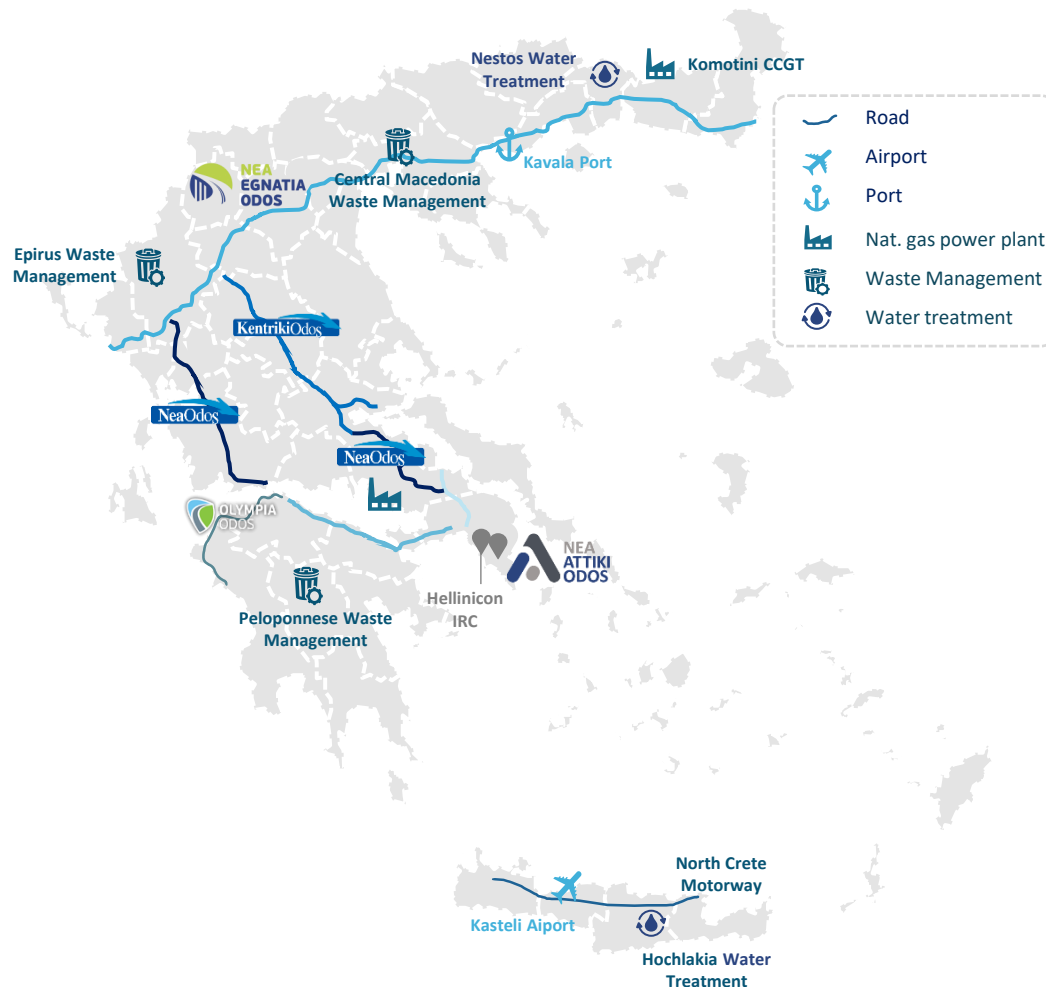 Nestos Water
Treatment
Komotini CCGT
Road
Airport
Port
Nat. gas power plant
Waste Management
Water treatment
Kavala Port
Central Macedonia
Waste Management
NEA
EGNATIA
ODOS
Epirus Waste
Management
KentrikiOdos
NeaOdos
NeaOdos
OLYMPIA
ODOS
NEA
ATTIKI
ODOS
Hellinicon
IRC
Peloponnese Waste
Management
North Crete
Motorway
Kasteli Aiport
Hochlakia Water
Treatment